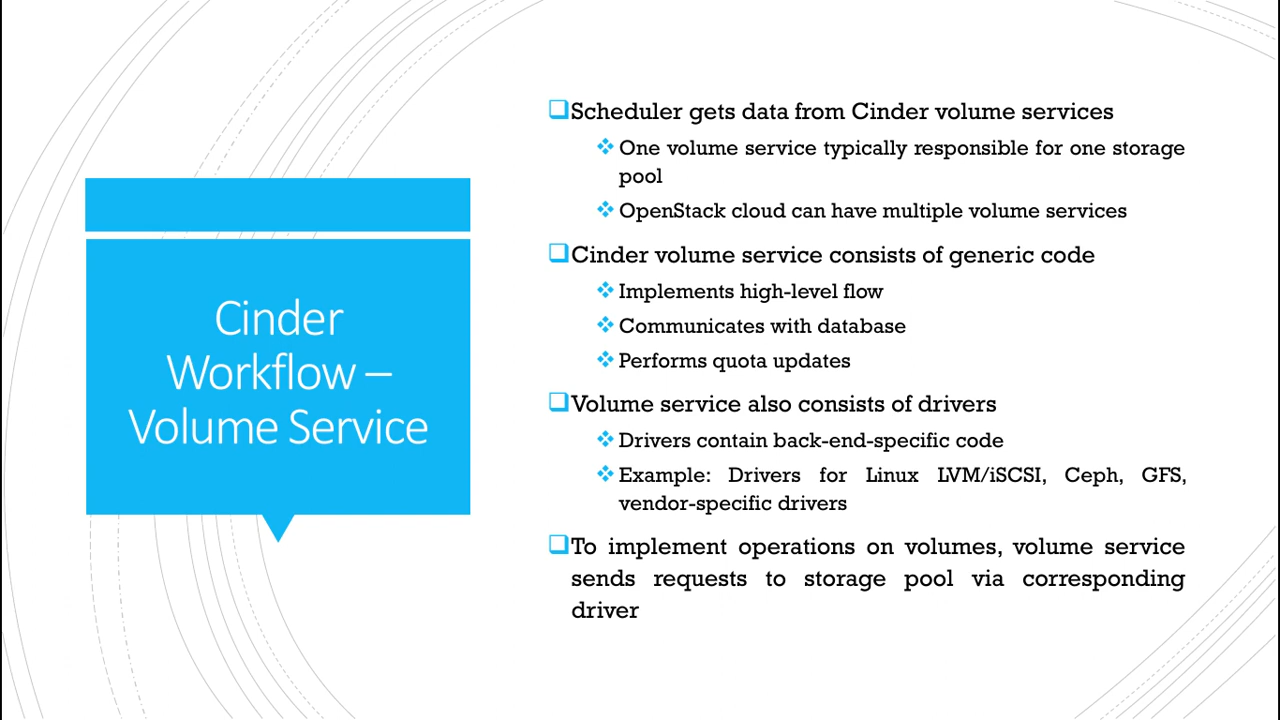 Cinder
Workflow –
Volume Service
Scheduler gets data from Cinder volume services
One volume service typically responsible for one storage
pool
OpenStack cloud can have multiple volume services
Cinder volume service consists of generic code
Implements high-level flow
Communicates with database
Performs quota updates
Volume service also consists of drivers
Drivers contain back-end-specific code
Example: Drivers for Linux LVM/iSCSI, Ceph, GFS,
vendor-specific drivers
To implement operations on volumes, volume service
sends requests to storage pool via corresponding
driver